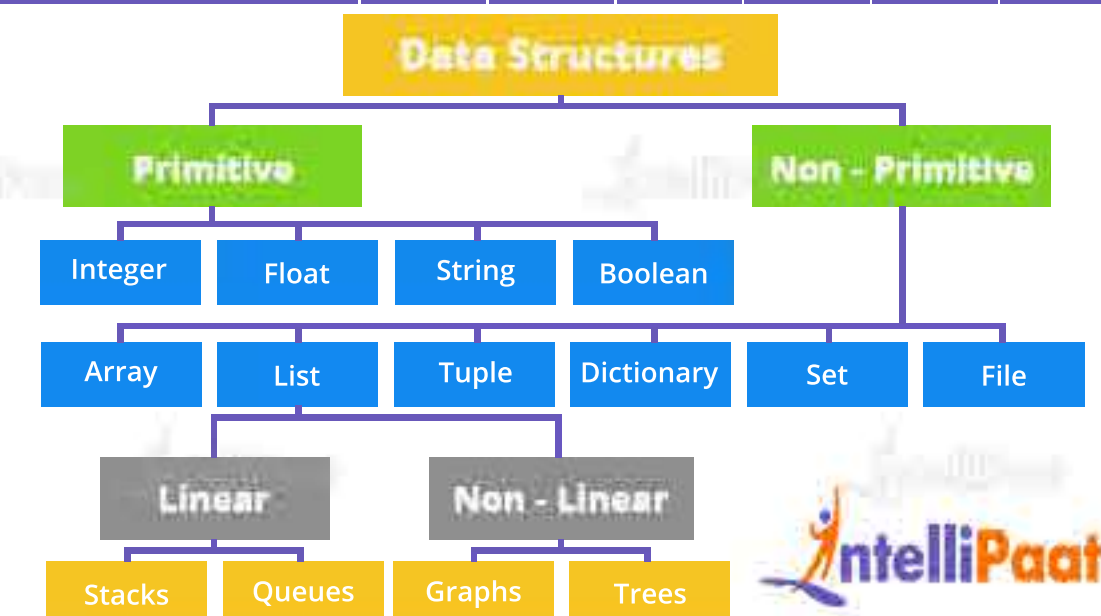 Data Structures
Primitive
Non - Primitive
Integer
Float
String
Boolean
Array
List
Tuple
Dictionary
Set
File
Linear
Non - Linear
Stacks
Queues
Graphs
Trees
IntelliPaat